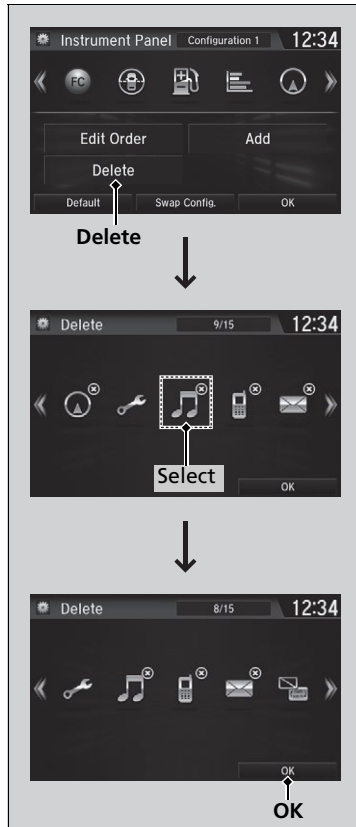 Instrument Panel Configuration 1 12:34
FC
Edit Order Add
Delete
Default Swap Config. OK
Delete
Delete 9/15 12:34
Select
OK
Delete 8/15 12:34
OK
OK